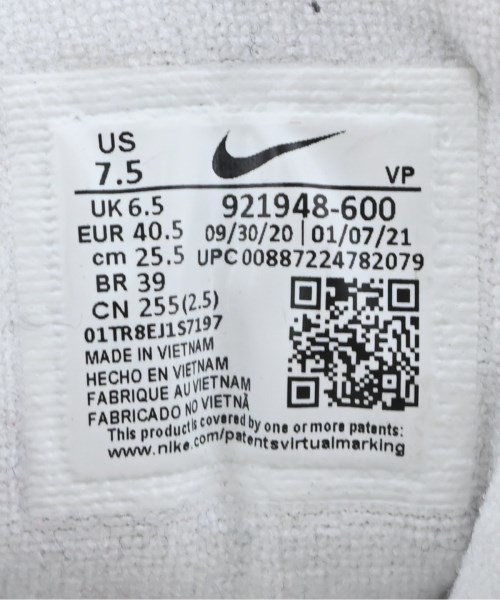 US
7.5
VP
UK 6.5
921948-600
EUR 40.5
09/30/20 | 01/07/21
cm 25.5
UPC 00887224782079
BR 39
CN 255(2.5)
01TR8EJ1S7197
MADE IN VIETNAM
HECHO EN VIETNAM
FABRIQUE AU VIETNAM
FABRICADO NO VIETNÃ
This product is covered by one or more patents:
www.nike.com/patentsvirtualmarking